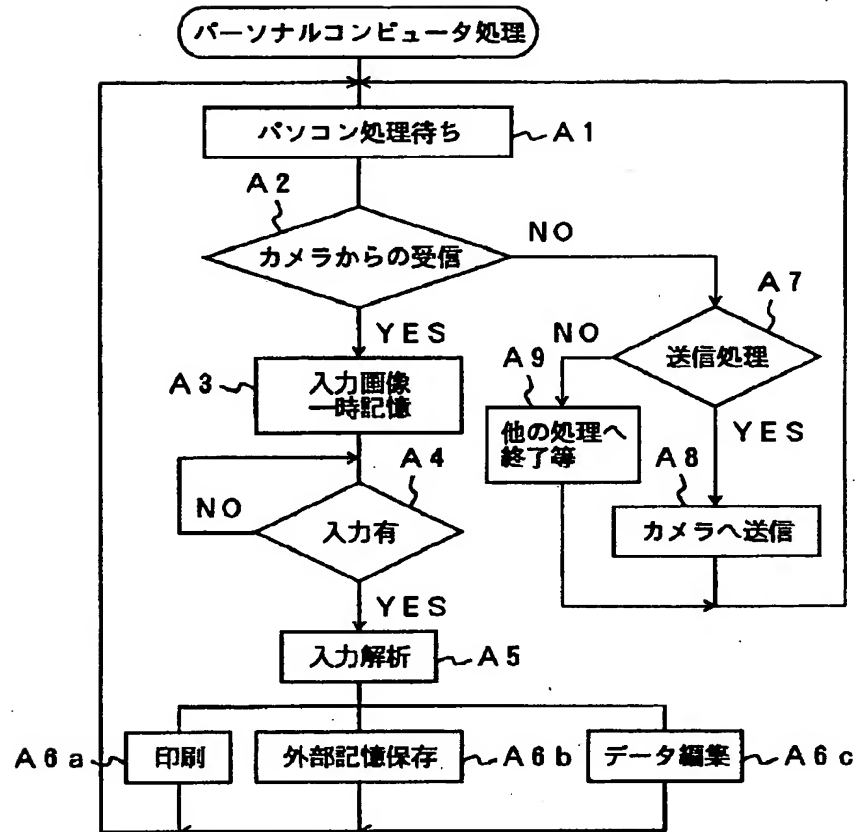 パーソナルコンピュータ処理
パソコン処理待ち
A1
A2
カメラからの受信
NO
YES
A3
入力画像
一時記憶
A4
NO
入力有
YES
入力解析
A5
A6a
印刷
外部記憶保存
A6b
データ編集
A6c
A7
送信処理
NO
YES
A9
他の処理へ
終了等
A8
カメラへ送信